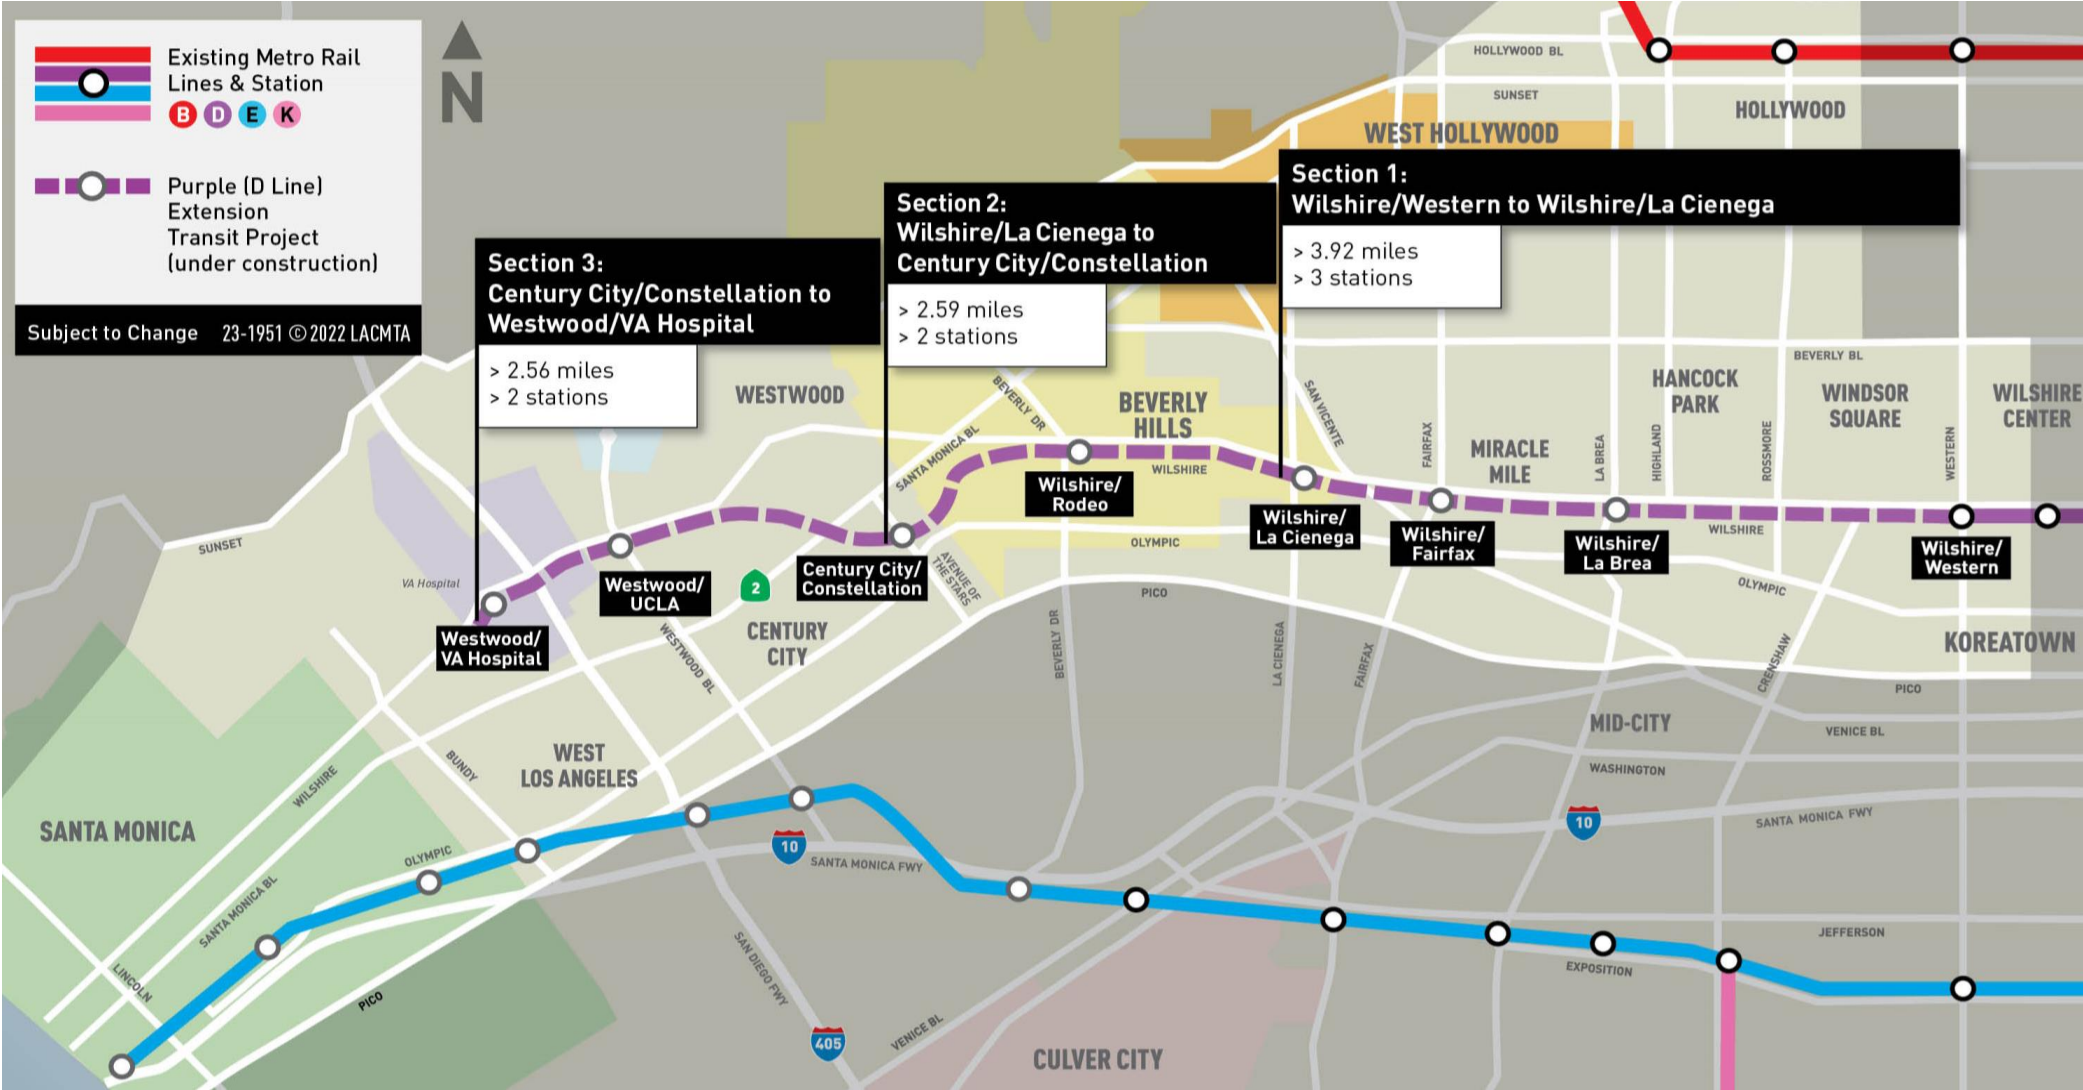 Existing Metro Rail
Lines & Station
B D E K
Purple (D Line)
Extension
Transit Project
(under construction)
Subject to Change 23-1951 © 2022 LACMTA
N
HOLLYWOOD BL
SUNSET
HOLLYWOOD
WEST HOLLYWOOD
Section 1:
Wilshire/Western to Wilshire/La Cienega
> 3.92 miles
> 3 stations
Section 2:
Wilshire/La Cienega to
Century City/Constellation
> 2.59 miles
> 2 stations
Section 3:
Century City/Constellation to
Westwood/VA Hospital
> 2.56 miles
> 2 stations
BEVERLY BL
WESTWOOD
BEVERLY DR
BEVERLY
HILLS
SAN VICENTE
HANCOCK
PARK
WINDSOR
SQUARE
WILSHIRE
CENTER
SANTA MONICA BL
FAIRFAX
MIRACLE
MILE
LA BREA
HIGHLAND
ROSSMORE
WESTERN
WILSHIRE
Wilshire/
Rodeo
Wilshire/
La Cienega
Wilshire/
Fairfax
Wilshire/
La Brea
WILSHIRE
Wilshire/
Western
SUNSET
VA Hospital
Westwood/
UCLA
2
Century City/
Constellation
AVENUE OF
THE STARS
OLYMPIC
PICO
OLYMPIC
Westwood/
VA Hospital
WESTWOOD BL
CENTURY
CITY
BEVERLY DR
LA CIENEGA
FAIRFAX
CRENSHAW
KOREATOWN
PICO
MID-CITY
VENICE BL
WASHINGTON
WEST
LOS ANGELES
BUNDY
WILSHIRE
SANTA MONICA
10
SANTA MONICA FWY
10
SANTA MONICA FWY
OLYMPIC
SANTA MONICA BL
LINCOLN
PICO
SAN DIEGO FWY
405
VENICE BL
JEFFERSON
EXPOSITION
CULVER CITY